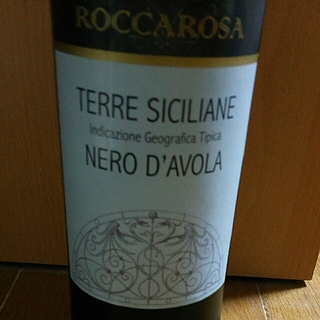 ROCCAROSA
TERRE SICILIANE
Indicazione Geografica Tipica
NERO D'AVOLA